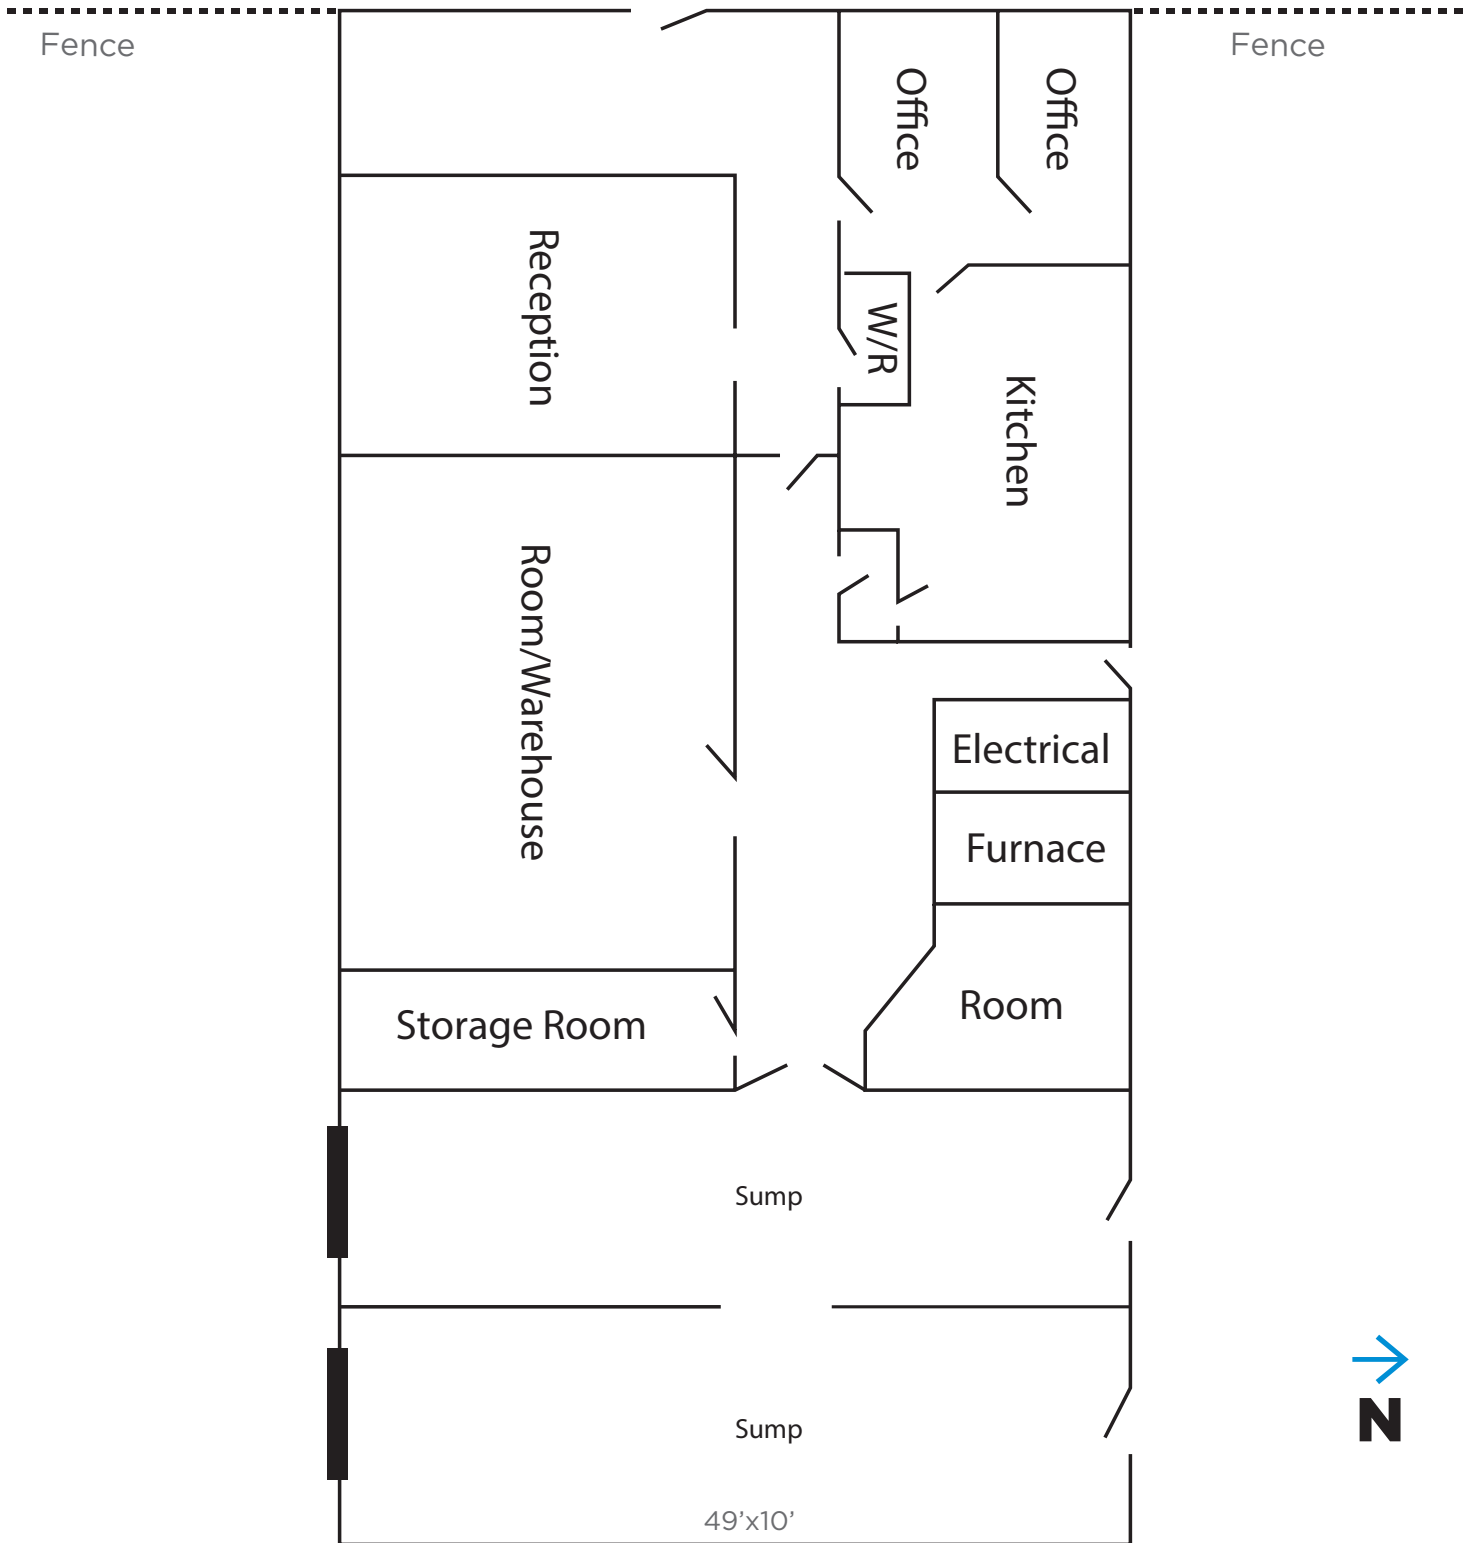 Fence
Fence
Office
Office
Reception
W/R
Kitchen
Room/Warehouse
Electrical
Furnace
Room
Storage Room
Sump
Sump
N
49’x10’